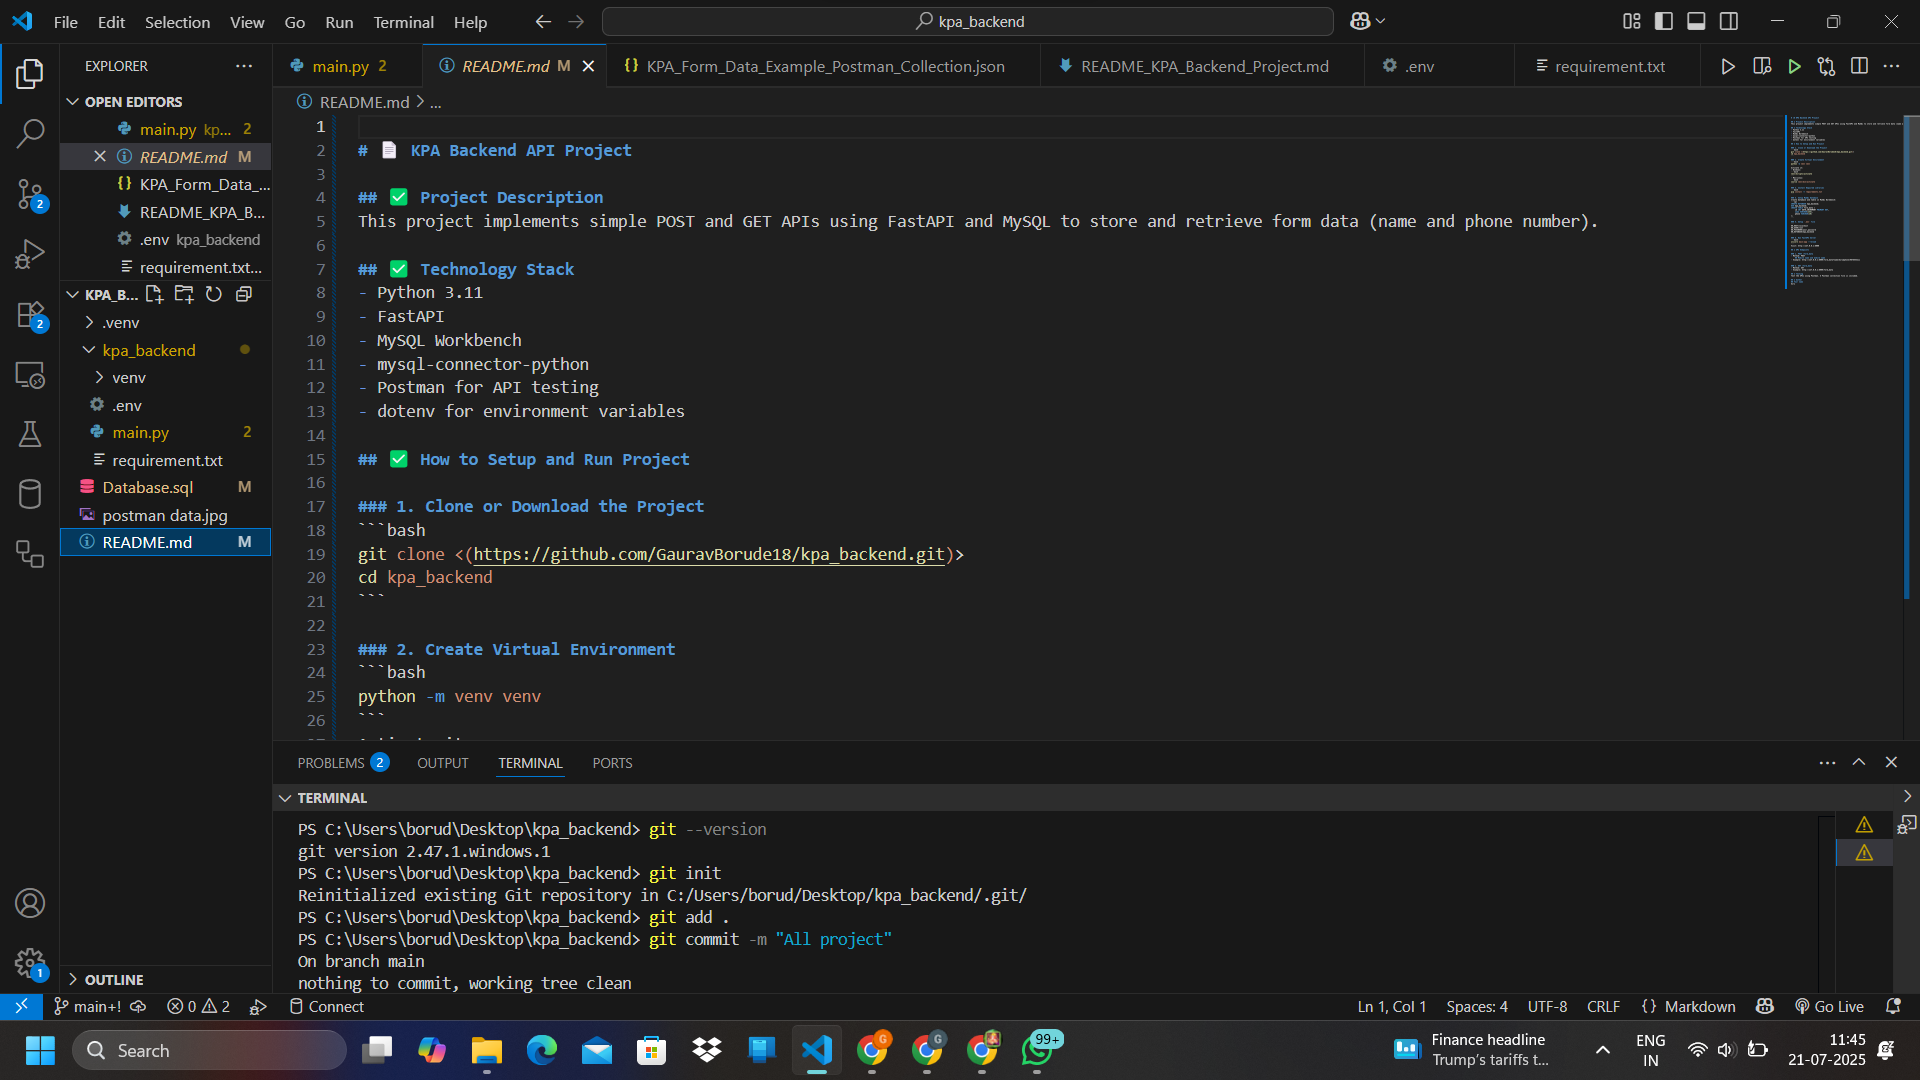 File Edit Selection View Go Run Terminal Help
kpa_backend
EXPLORER
main.py 2
README.md M
KPA_Form_Data_Example_Postman_Collection.json
README_KPA_Backend_Project.md
.env
requirement.txt
OPEN EDITORS
main.py kp... 2
README.md M
KPA_Form_Data_...
README_KPA_B...
.env kpa_backend
requirement.txt...
KPA_B...
.venv
kpa_backend
venv
.env
main.py 2
requirement.txt
Database.sql M
postman data.jpg
README.md M
OUTLINE
README.md > ...
1
2 # 📄 KPA Backend API Project
3
4 ## ✅ Project Description
5 This project implements simple POST and GET APIs using FastAPI and MySQL to store and retrieve form data (name and phone number).
6
7 ## ✅ Technology Stack
8 - Python 3.11
9 - FastAPI
10 - MySQL Workbench
11 - mysql-connector-python
12 - Postman for API testing
13 - dotenv for environment variables
14
15 ## ✅ How to Setup and Run Project
16
17 ### 1. Clone or Download the Project
18 ```bash
19 git clone <(https://github.com/GauravBorude18/kpa_backend.git)>
20 cd kpa_backend
21 ```
22
23 ### 2. Create Virtual Environment
24 ```bash
25 python -m venv venv
26 ```
PROBLEMS 2 OUTPUT TERMINAL PORTS
TERMINAL
PS C:\Users\borud\Desktop\kpa_backend> git --version
git version 2.47.1.windows.1
PS C:\Users\borud\Desktop\kpa_backend> git init
Reinitialized existing Git repository in C:/Users/borud/Desktop/kpa_backend/.git/
PS C:\Users\borud\Desktop\kpa_backend> git add .
PS C:\Users\borud\Desktop\kpa_backend> git commit -m "All project"
On branch main
nothing to commit, working tree clean
main+! 0 2 Connect
Ln 1, Col 1 Spaces: 4 UTF-8 CRLF {} Markdown Go Live
Search
99+
Finance headline
Trump's tariffs t...
ENG
IN
11:45
21-07-2025